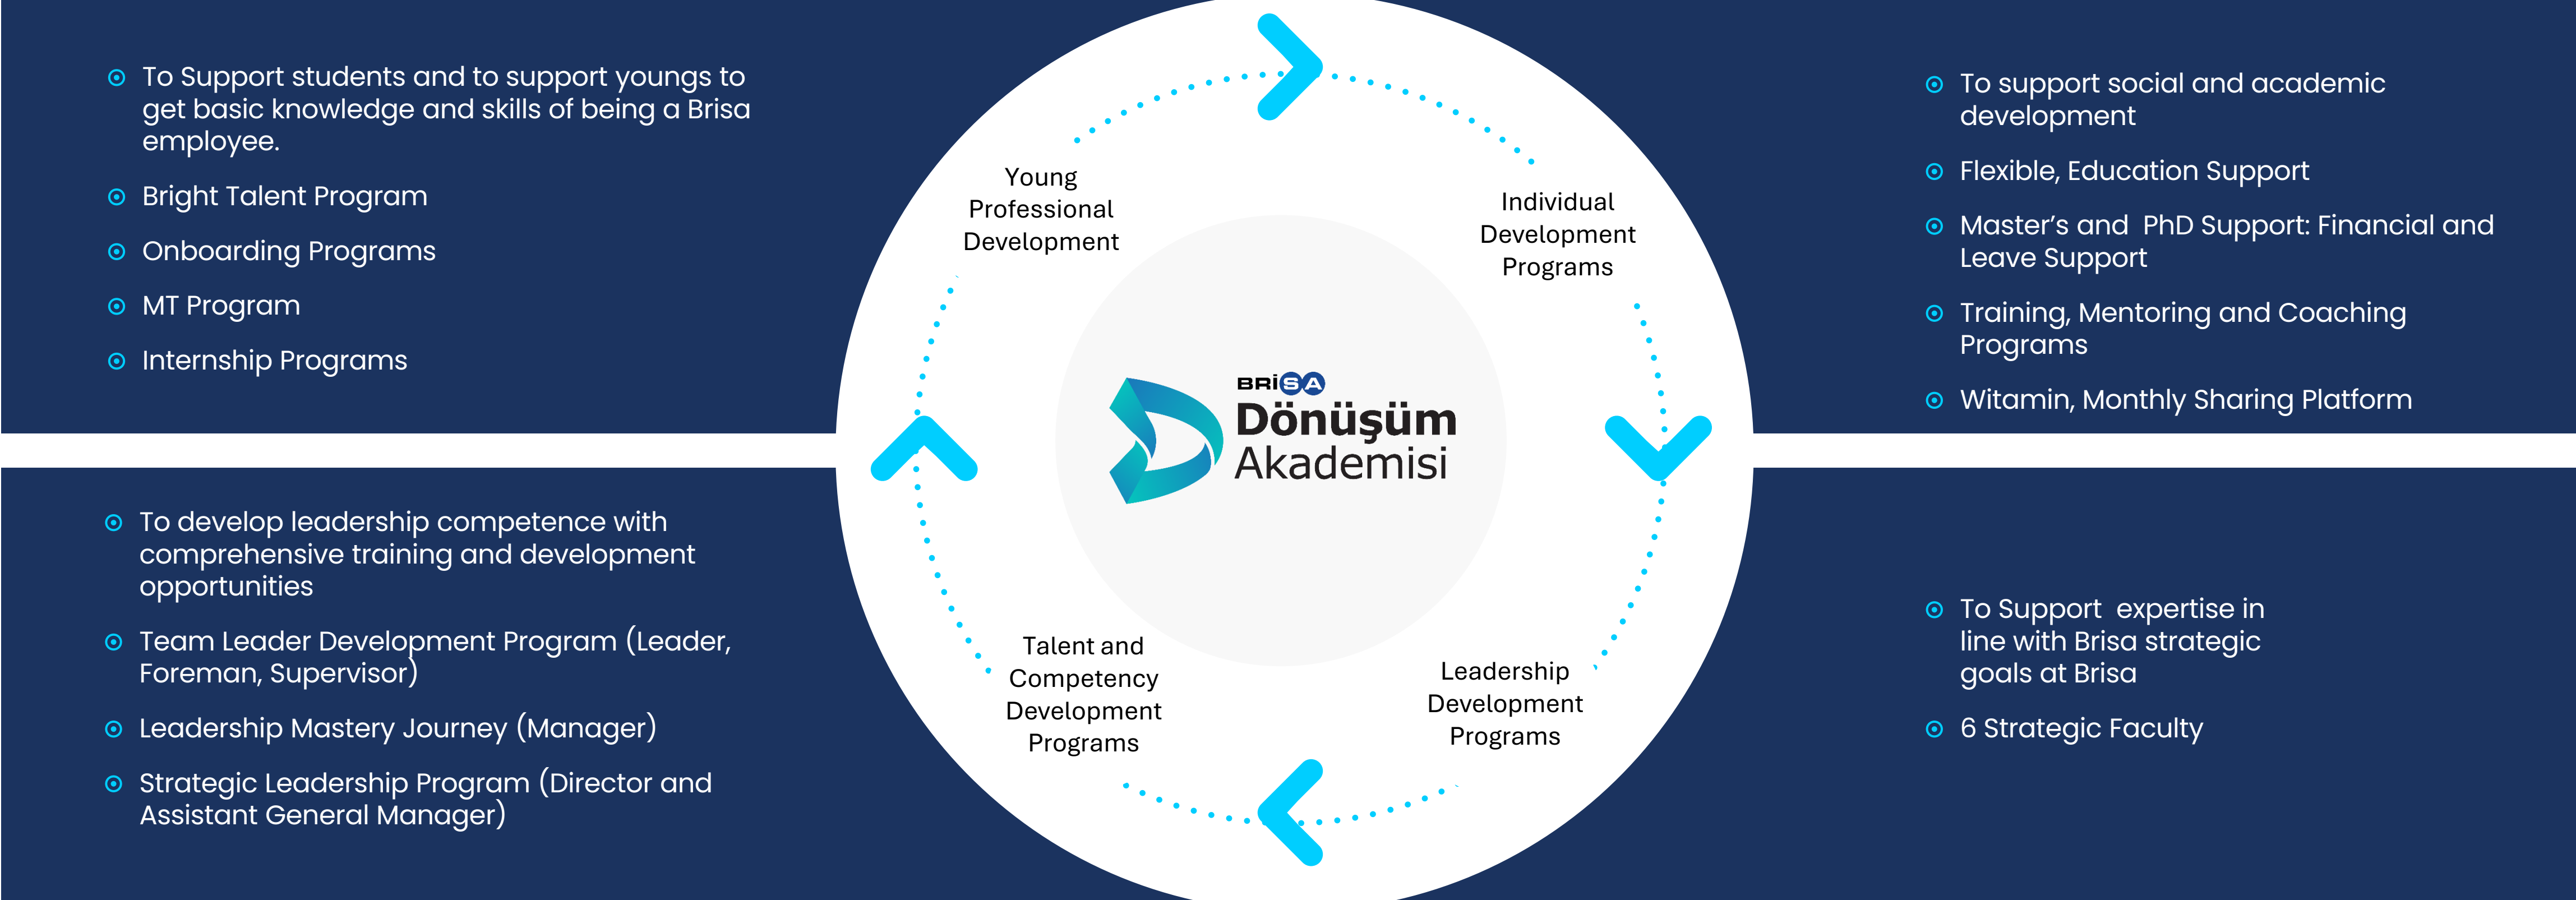 To Support students and to support youngs to
get basic knowledge and skills of being a Brisa
employee.
Bright Talent Program
Onboarding Programs
MT Program
Internship Programs
Young
Professional
Development
Individual
Development
Programs
To support social and academic
development
Flexible, Education Support
Master’s and  PhD Support: Financial and
Leave Support
Training, Mentoring and Coaching
Programs
Witamin, Monthly Sharing Platform
BRiSA
Dönüşüm
Akademisi
To develop leadership competence with
comprehensive training and development
opportunities
Team Leader Development Program (Leader,
Foreman, Supervisor)
Leadership Mastery Journey (Manager)
Strategic Leadership Program (Director and
Assistant General Manager)
Talent and
Competency
Development
Programs
Leadership
Development
Programs
To Support  expertise in
line with Brisa strategic
goals at Brisa
6 Strategic Faculty